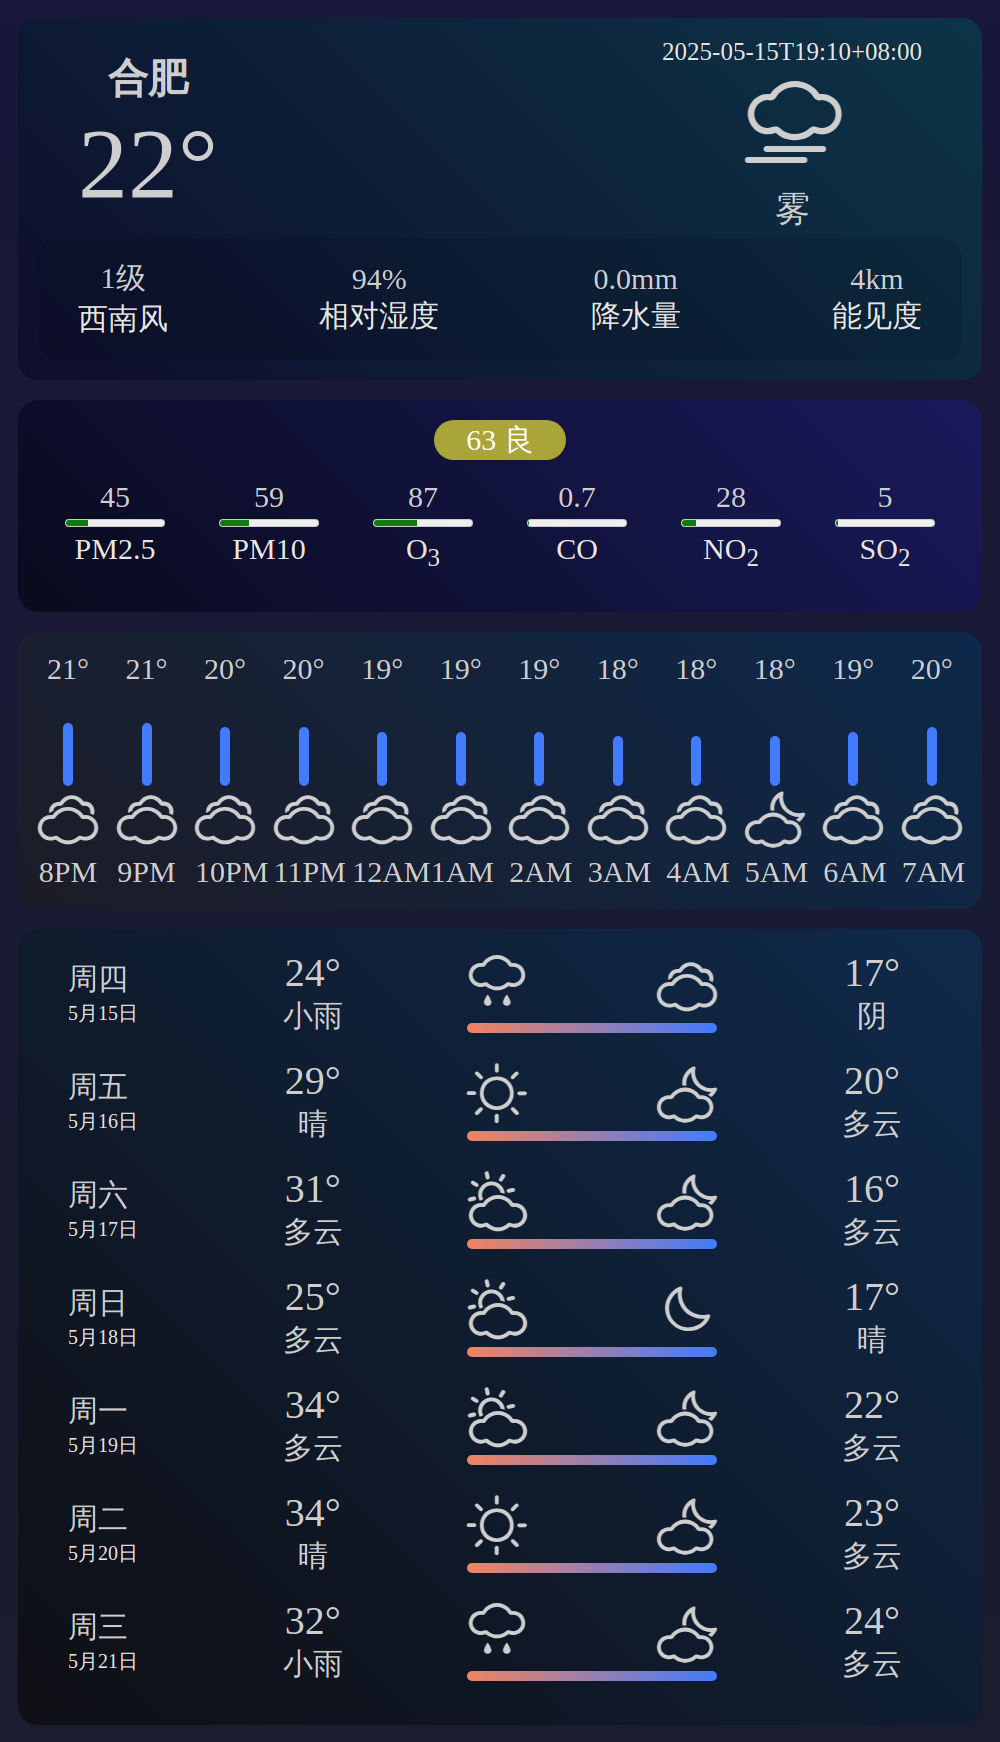 合肥
22°
2025-05-15T19:10+08:00
雾
1级 94% 0.0mm 4km
西南风 相对湿度 降水量 能见度
63 良
45 59 87 0.7 28 5
PM2.5 PM10 O3 CO NO2 SO2
21° 21° 20° 20° 19° 19° 19° 18° 18° 18° 19° 20°
8PM 9PM 10PM 11PM 12AM 1AM 2AM 3AM 4AM 5AM 6AM 7AM
周四 24° 17°
5月15日 小雨 阴
周五 29° 20°
5月16日 晴 多云
周六 31° 16°
5月17日 多云 多云
周日 25° 17°
5月18日 多云 晴
周一 34° 22°
5月19日 多云 多云
周二 34° 23°
5月20日 晴 多云
周三 32° 24°
5月21日 小雨 多云